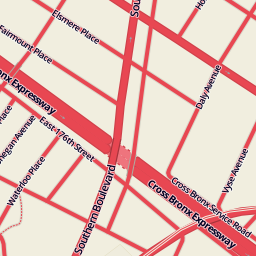 Elsmere Place
Fairmount Place
Daly Avenue
Bronx Expressway
East 176th Street
Waterloo Place
Vyse Avenue
Southern Boulevard
Cross Bronx Service Road
Cross Bronx Expressway